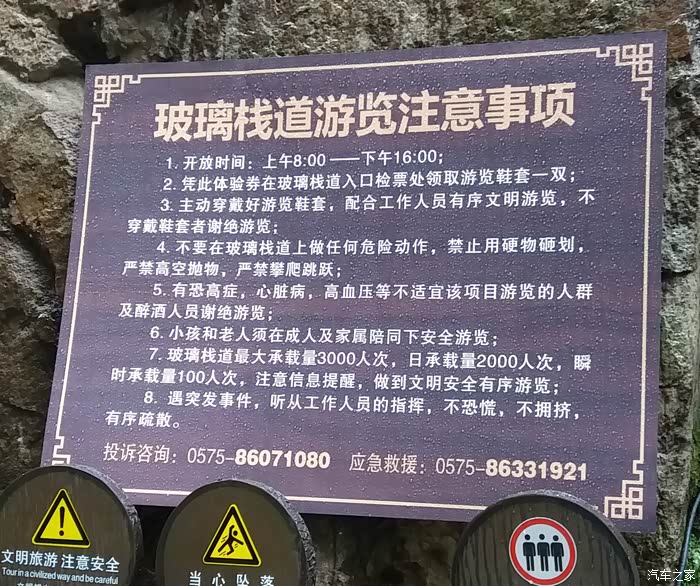 玻璃栈道游览注意事项
1. 开放时间：上午8:00 ——下午16:00；
2. 凭此体验券在玻璃栈道入口检票处领取游览鞋套一双；
3. 主动穿戴好游览鞋套，配合工作人员有序文明游览，不
穿戴鞋套者谢绝游览；
4. 不要在玻璃栈道上做任何危险动作，禁止用硬物砸划，
严禁高空抛物，严禁攀爬跳跃；
5. 有恐高症，心脏病，高血压等不适宜该项目游览的人群
及醉酒人员谢绝游览；
6. 小孩和老人须在成人及家属陪同下安全游览；
7. 玻璃栈道最大承载量3000人次，日承载量2000人次，瞬
时承载量100人次，注意信息提醒，做到文明安全有序游览；
8. 遇突发事件，听从工作人员的指挥，不恐慌，不拥挤，
有序疏散。
投诉咨询：0575-86071080 应急救援：0575-86331921
文明旅游 注意安全
Tour in a civilized way and be careful
当心坠落
汽车之家